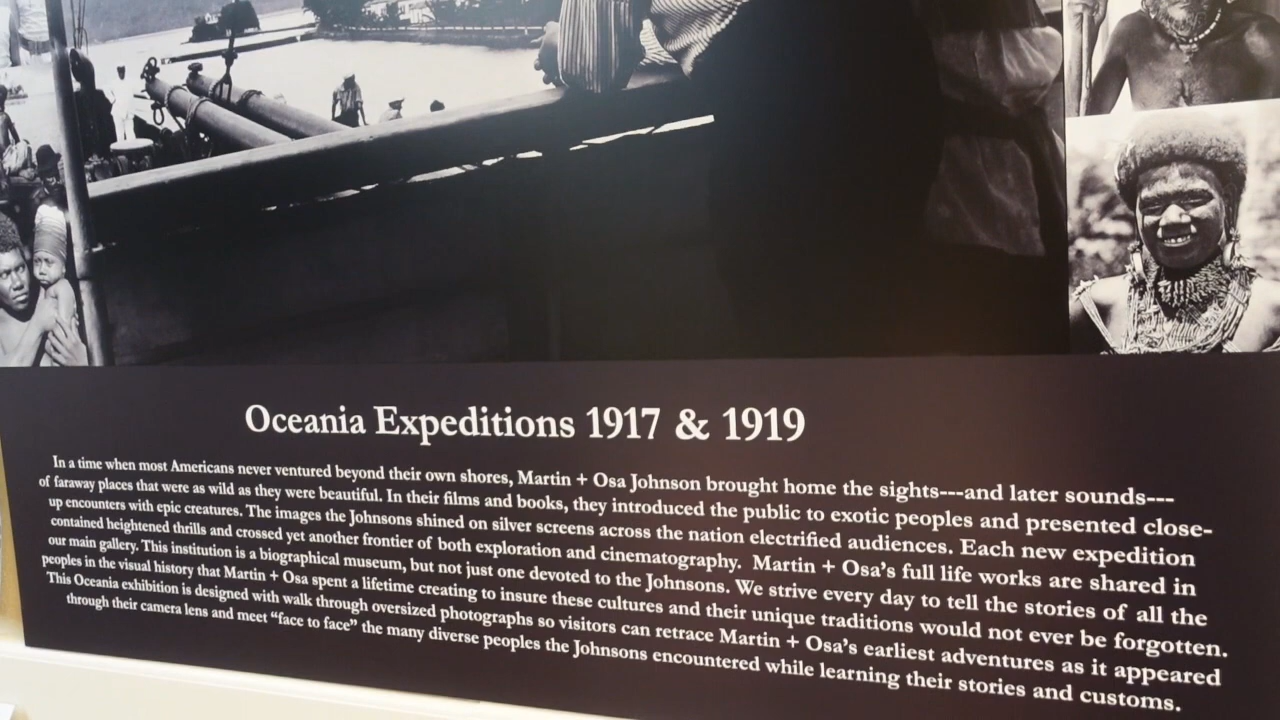 Oceania Expeditions 1917 & 1919
In a time when most Americans never ventured beyond their own shores, Martin + Osa Johnson brought home the sights---and later sounds---
of faraway places that were as wild as they were beautiful. In their films and books, they introduced the public to exotic peoples and presented close-
up encounters with epic creatures. The images the Johnsons shined on silver screens across the nation electrified audiences. Each new expedition
contained heightened thrills and crossed yet another frontier of both exploration and cinematography. Martin + Osa's full life works are shared in
our main gallery. This institution is a biographical museum, but not just one devoted to the Johnsons. We strive every day to tell the stories of all the
peoples in the visual history that Martin + Osa spent a lifetime creating to insure these cultures and their unique traditions would not ever be forgotten.
This Oceania exhibition is designed with walk through oversized photographs so visitors can retrace Martin + Osa's earliest adventures as it appeared
through their camera lens and meet “face to face” the many diverse peoples the Johnsons encountered while learning their stories and customs.